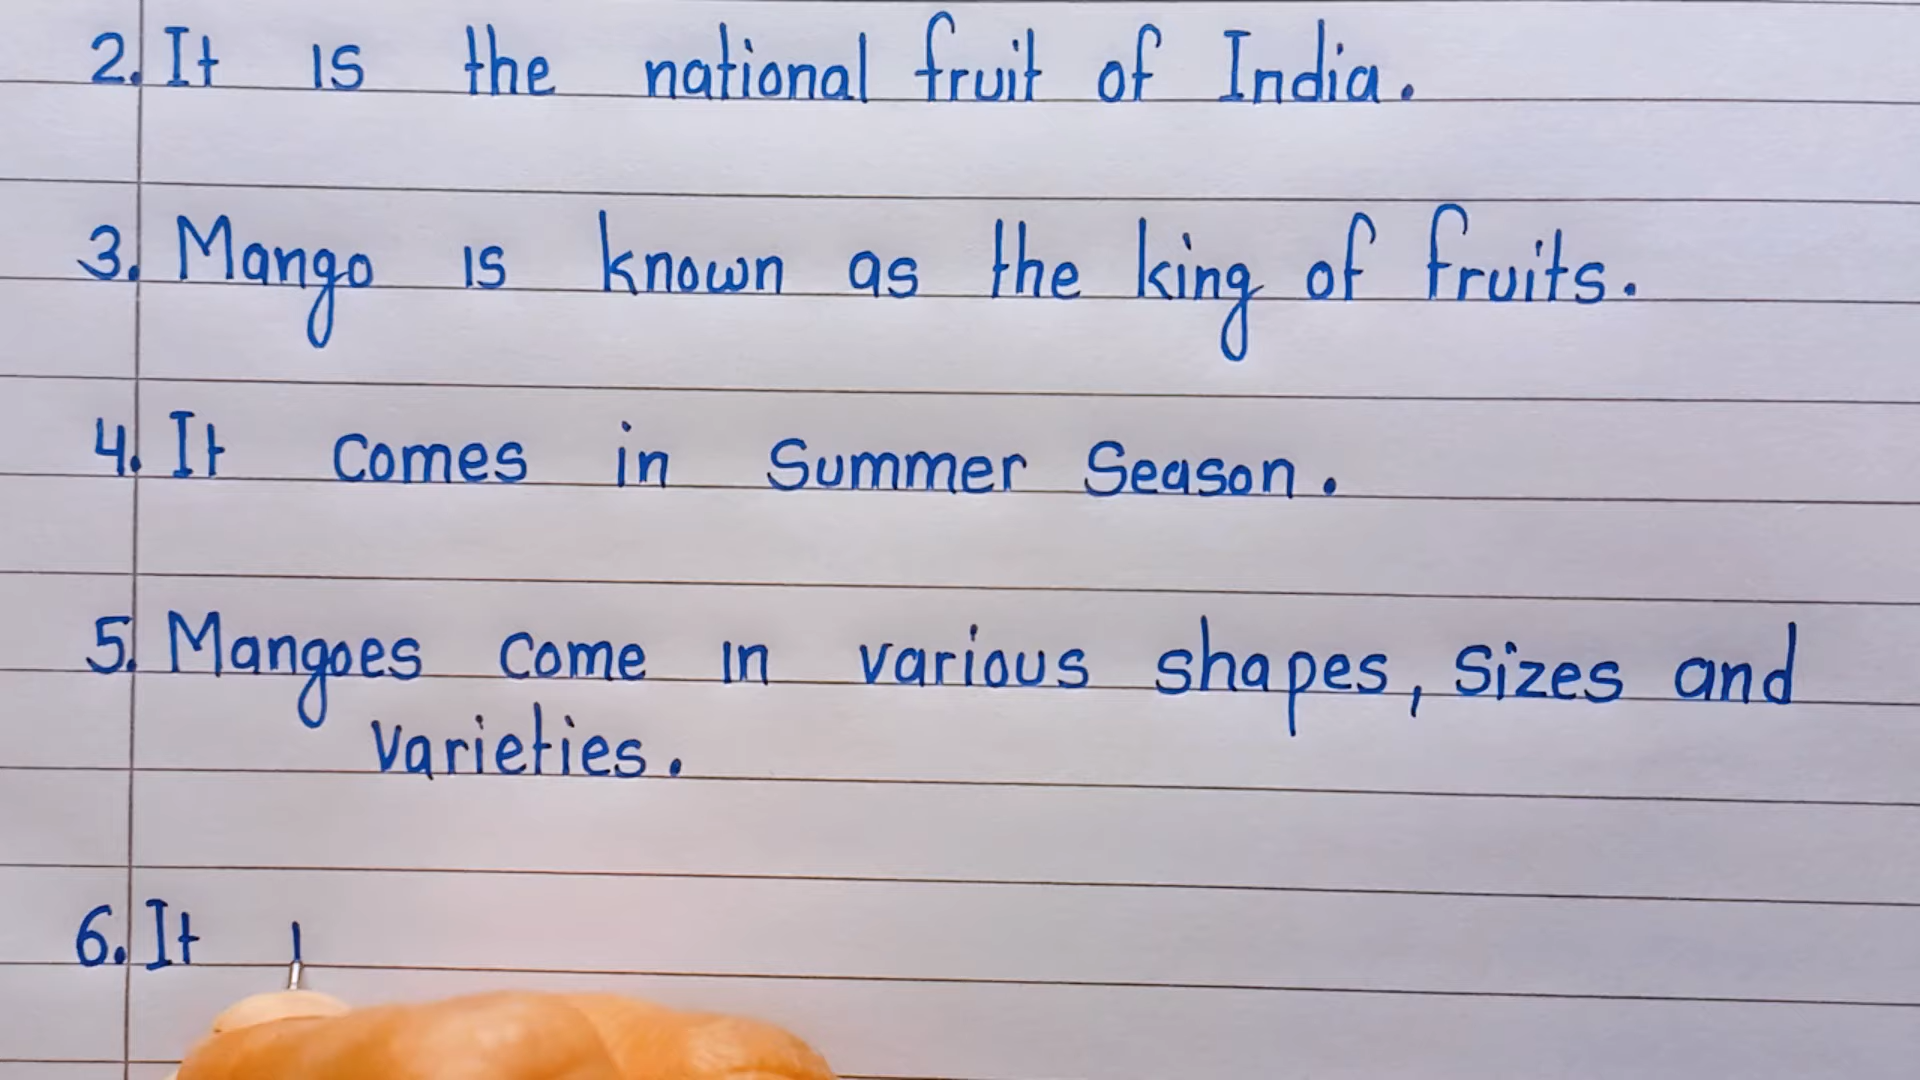 2. It is the national fruit of India.
3. Mango is known as the king of fruits.
4. It comes in Summer Season.
5. Mangoes come in various shapes, sizes and
varieties.
6. It